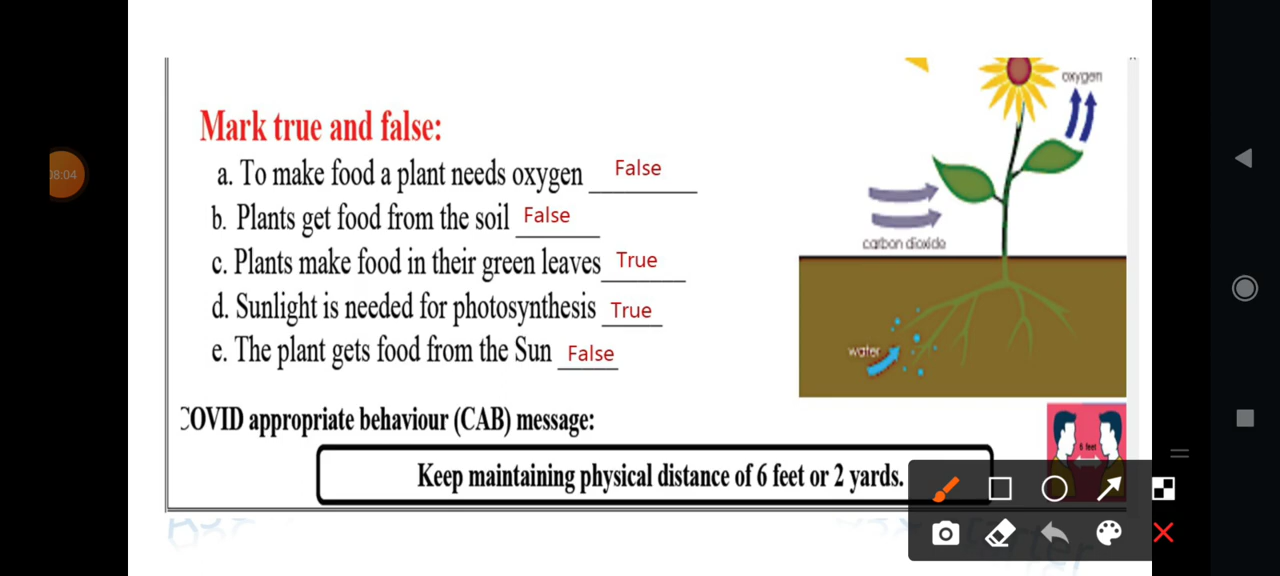 08:04
oxygen
Mark true and false:
a. To make food a plant needs oxygen False
b. Plants get food from the soil False
c. Plants make food in their green leaves True
d. Sunlight is needed for photosynthesis True
e. The plant gets food from the Sun False
carbon dioxide
water
COVID appropriate behaviour (CAB) message:
6 feet
Keep maintaining physical distance of 6 feet or 2 yards.